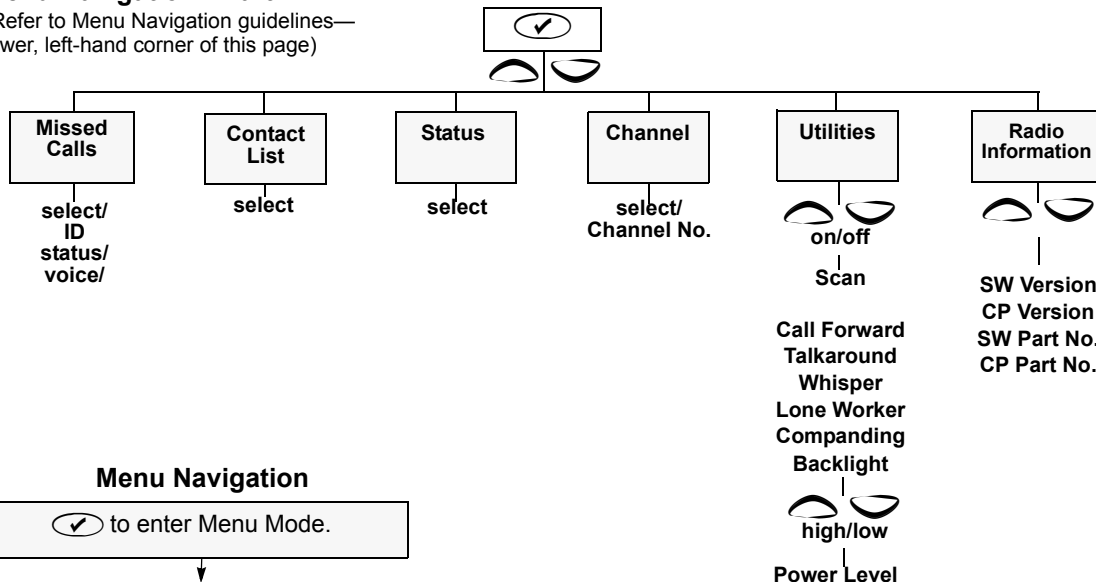 Refer to Menu Navigation guidelines—
wer, left-hand corner of this page)
Missed
Calls
select/
ID
status/
voice/
Contact
List
select
Status
select
Channel
select/
Channel No.
Utilities
on/off
Scan
Call Forward
Talkaround
Whisper
Lone Worker
Companding
Backlight
high/low
Power Level
Radio
Information
SW Version
CP Version
SW Part No.
CP Part No.
Menu Navigation
to enter Menu Mode.